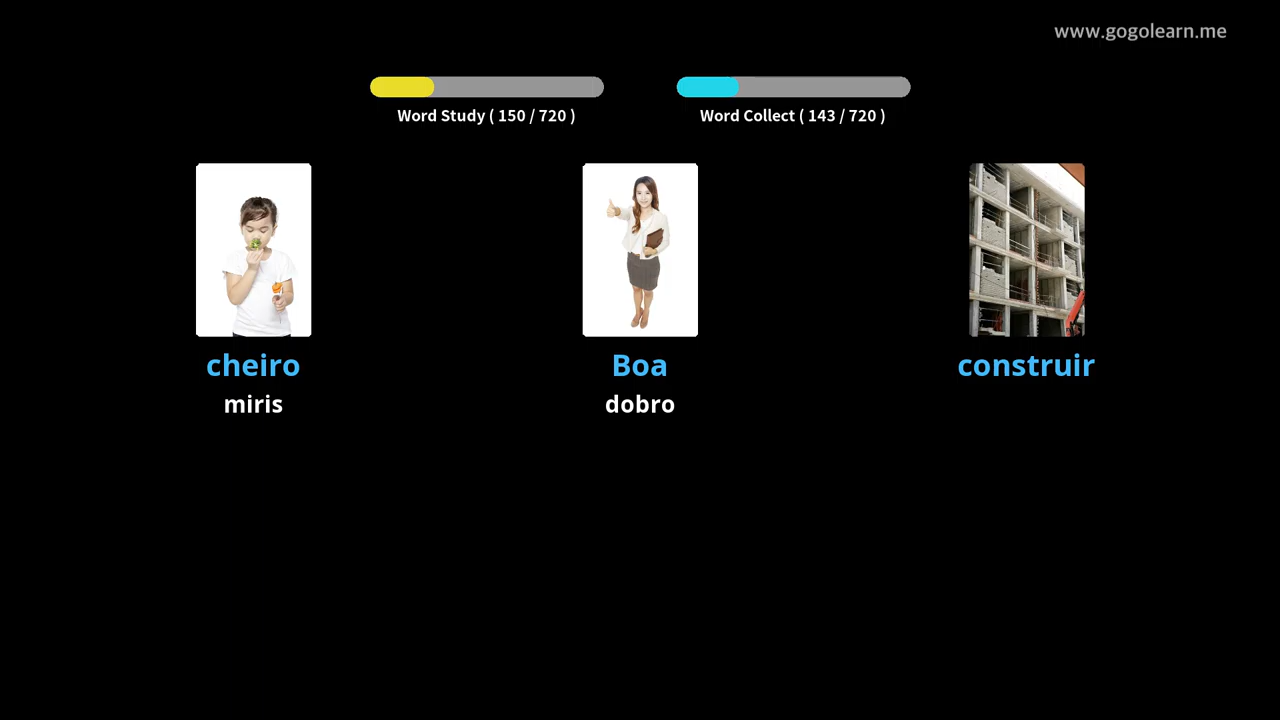 www.gogolearn.me
Word Study ( 150 / 720 )
Word Collect ( 143 / 720 )
cheiro
Boa
construir
miris
dobro